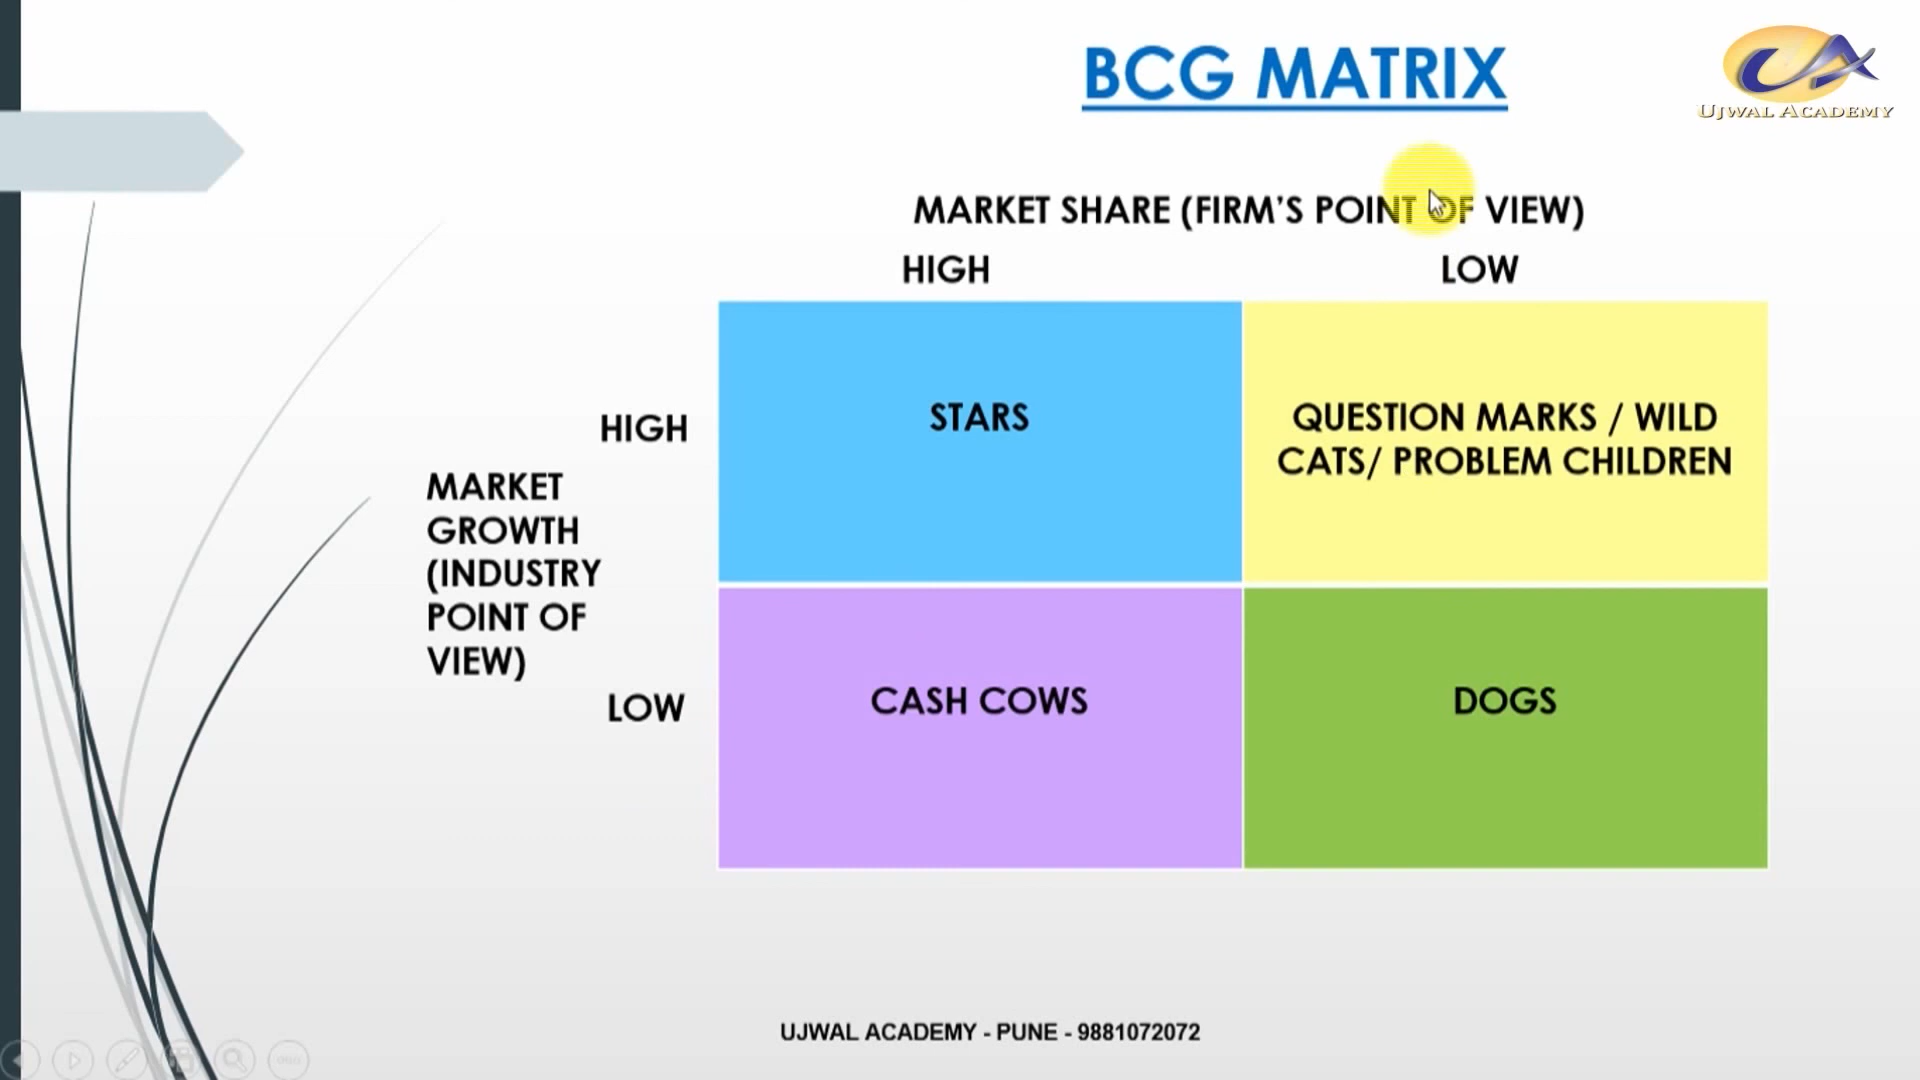 BCG MATRIX
UJWAL ACADEMY
MARKET SHARE (FIRM'S POINT OF VIEW)
HIGH
LOW
HIGH
STARS
QUESTION MARKS / WILD
CATS/ PROBLEM CHILDREN
MARKET
GROWTH
(INDUSTRY
POINT OF
VIEW)
LOW
CASH COWS
DOGS
UJWAL ACADEMY - PUNE - 9881072072